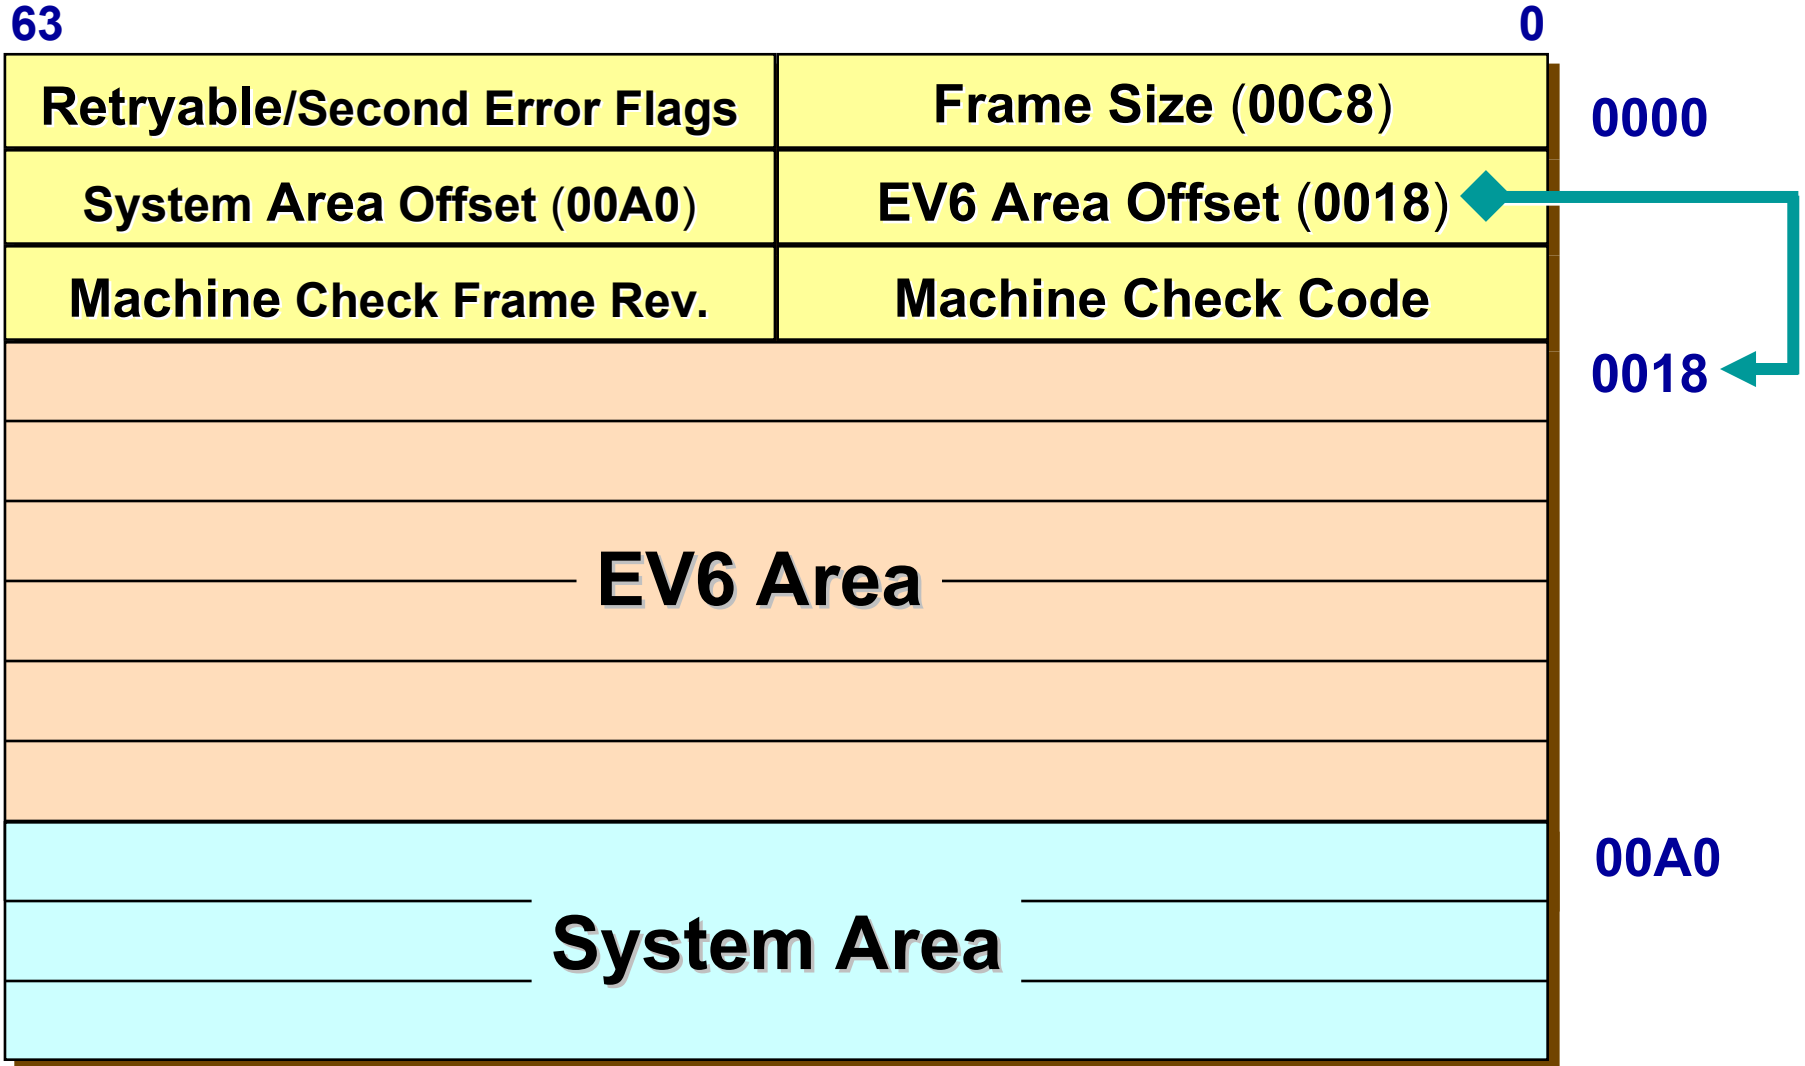 63 0
Retryable/Second Error Flags Frame Size (00C8) 0000
System Area Offset (00A0) EV6 Area Offset (0018)
Machine Check Frame Rev. Machine Check Code
0018
EV6 Area
00A0
System Area